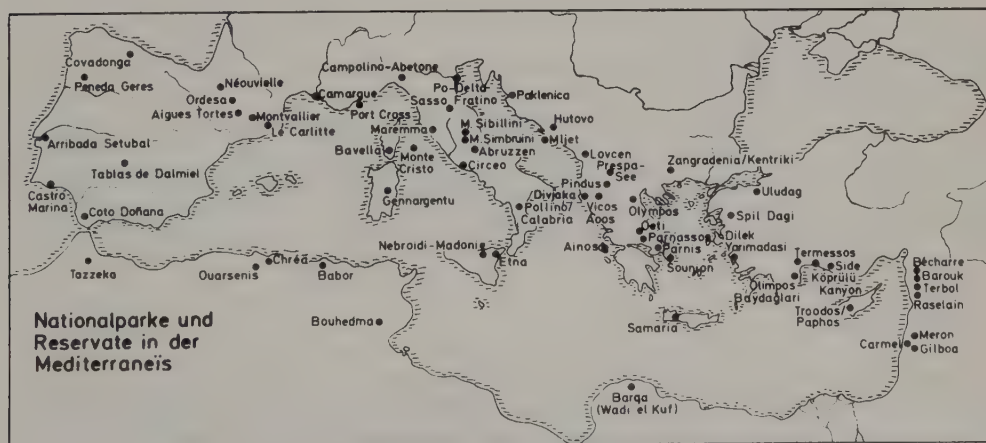 Covadonga
Peneda Geres
Néouvielle
Ordesa
Aigues Tortes
Montvallier
Le Carlitte
Camargue
Port Cross
Campolino-Abetone
Po-Delta
Sasso Fratino
Paklenica
Maremma
M. Sibillini
M. Simbruini
Abruzzen
Hutovo
Mljet
Arribada Setubal
Tablas de Dalmiel
Bavella
Monte
Cristo
Circeo
Lovcen
Prespa-
See
Zangradenia/Kentriki
Castro
Marina
Coto Doñana
Gennargentu
Pindus
Divjaka
Pollino/
Calabria
Vicos
Aoos
Olympos
Uludag
Spil Dagi
Oeti
Parnassos
Parnis
Dilek
Yarimadasi
Nebroidi-Madoni
Etna
Ainos
Sounion
Termessos
Side
Köprülü
Kanyon
Olimpos
Baydaglari
Bécharre
Barouk
Terbol
Raselain
Tazzeka
Ouarsenis
Chréa
Babor
Troodos/
Paphos
Bouhedma
Samaria
Meron
Carmel
Gilboa
Nationalparke und
Reservate in der
Mediterraneïs
Barqa
(Wadi el Kuf)